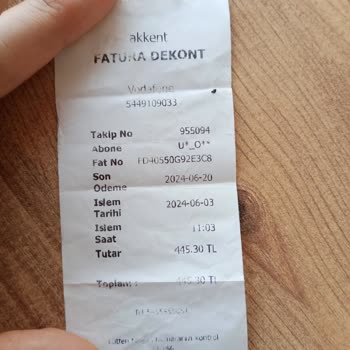 akkent
FATURA DEKONT
Vodafone
5449109033
Takip No 955094
Abone U*_O**
Fat No FD40550G92E3C8
Son Odeme 2024-06-20
Islem Tarihi 2024-06-03
Islem Saat 11:03
Tutar 445.30 TL
Toplam : 445.30 TL